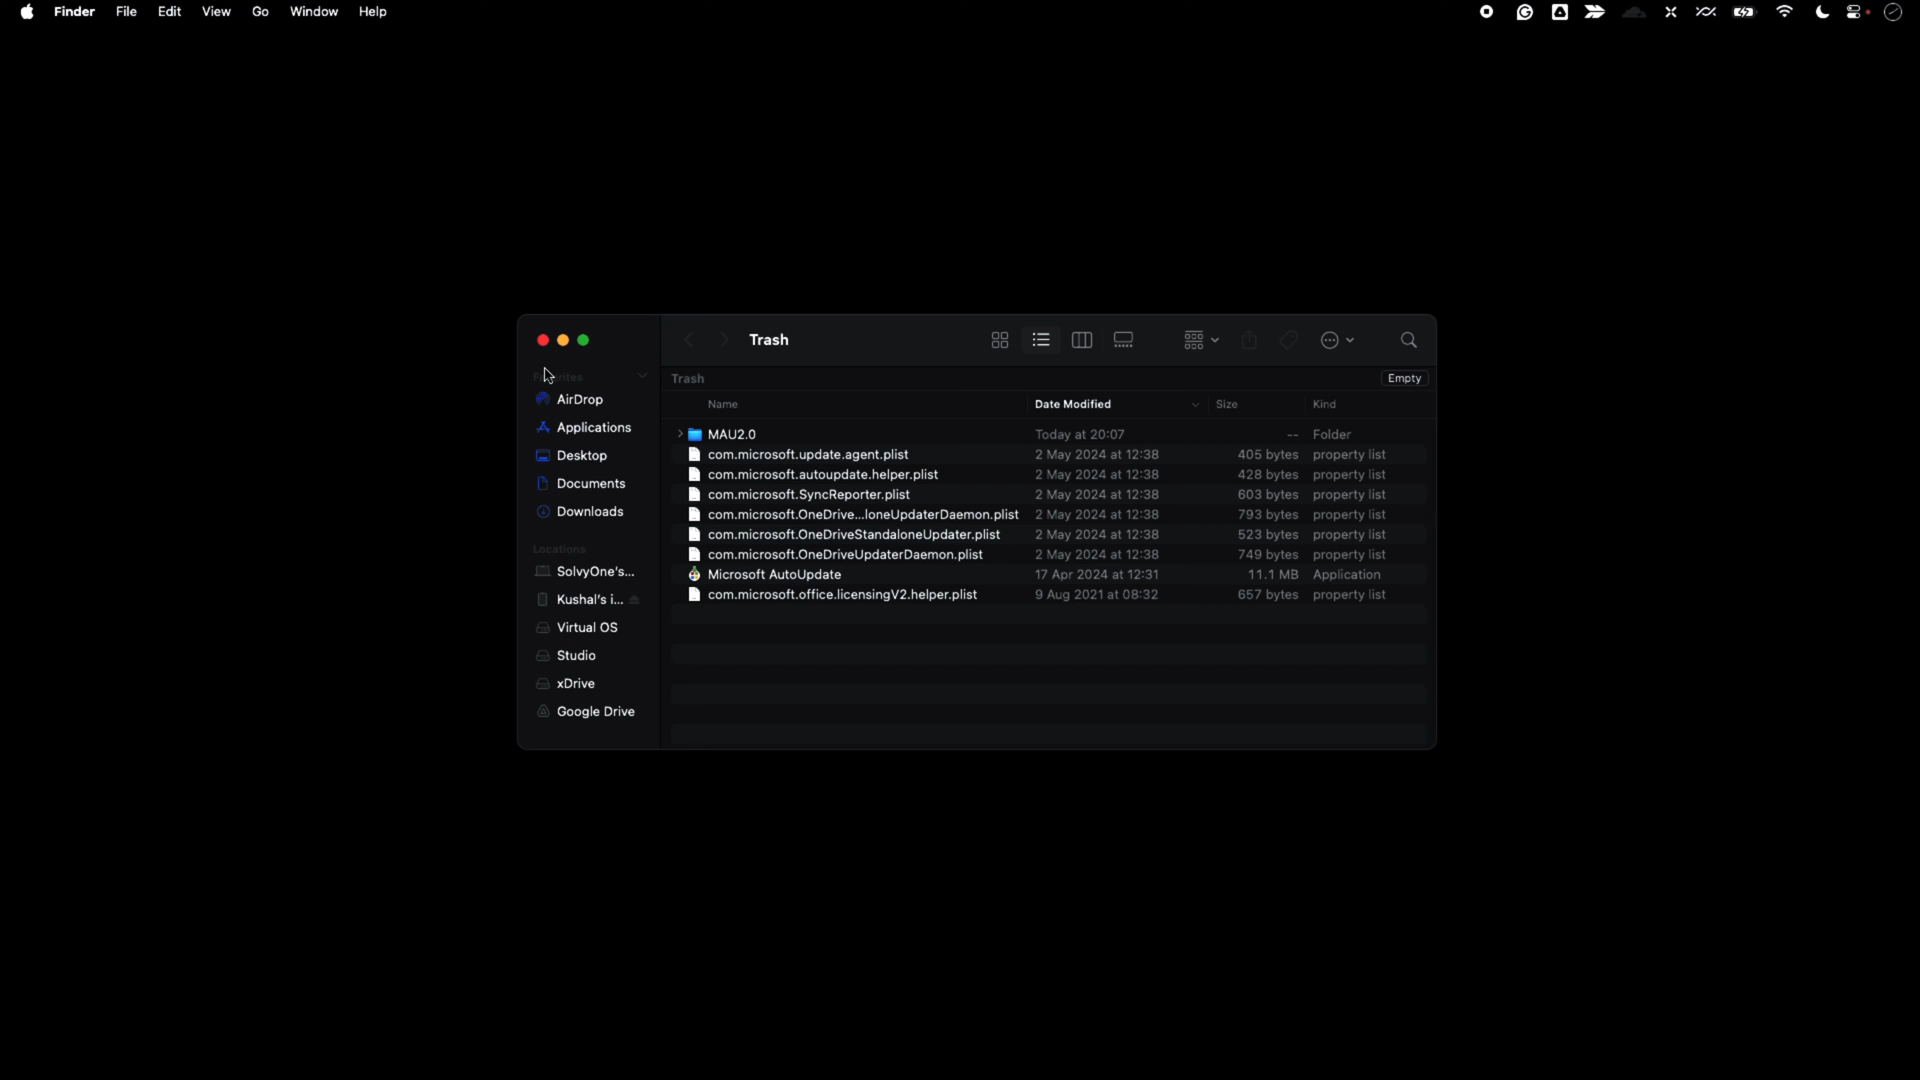 Finder File Edit View Go Window Help
Trash
Favorites
AirDrop
Applications
Desktop
Documents
Downloads
Locations
SolvyOne's...
Kushal's i...
Virtual OS
Studio
xDrive
Google Drive
Trash Empty
Name Date Modified Size Kind
MAU2.0 Today at 20:07 -- Folder
com.microsoft.update.agent.plist 2 May 2024 at 12:38 405 bytes property list
com.microsoft.autoupdate.helper.plist 2 May 2024 at 12:38 428 bytes property list
com.microsoft.SyncReporter.plist 2 May 2024 at 12:38 603 bytes property list
com.microsoft.OneDrive...loneUpdaterDaemon.plist 2 May 2024 at 12:38 793 bytes property list
com.microsoft.OneDriveStandaloneUpdater.plist 2 May 2024 at 12:38 523 bytes property list
com.microsoft.OneDriveUpdaterDaemon.plist 2 May 2024 at 12:38 749 bytes property list
Microsoft AutoUpdate 17 Apr 2024 at 12:31 11.1 MB Application
com.microsoft.office.licensingV2.helper.plist 9 Aug 2021 at 08:32 657 bytes property list